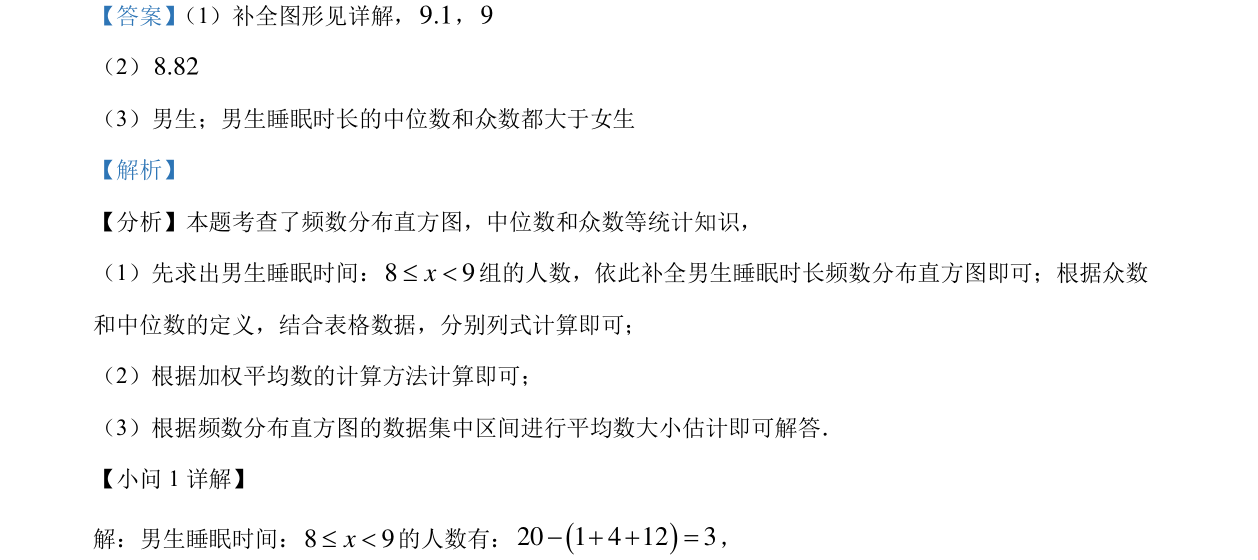 【答案】(1) 补全图形见详解，9.1，9
(2) 8.82
(3) 男生；男生睡眠时长的中位数和众数都大于女生
【解析】
【分析】本题考查了频数分布直方图，中位数和众数等统计知识，
(1) 先求出男生睡眠时间：8≤x<9组的人数，依此补全男生睡眠时长频数分布直方图即可；根据众数
和中位数的定义，结合表格数据，分别列式计算即可；
(2) 根据加权平均数的计算方法计算即可；
(3) 根据频数分布直方图的数据集中区间进行平均数大小估计即可解答．
【小问 1 详解】
解：男生睡眠时间：8≤x<9的人数有：20−(1+4+12)=3，